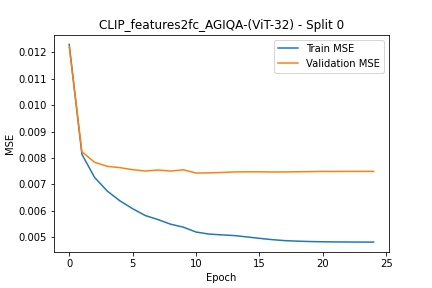 CLIP_features2fc_AGIQA-(ViT-32) - Split 0
Train MSE
Validation MSE
0.012
0.011
0.010
0.009
0.008
0.007
0.006
0.005
MSE
0 5 10 15 20 25
Epoch